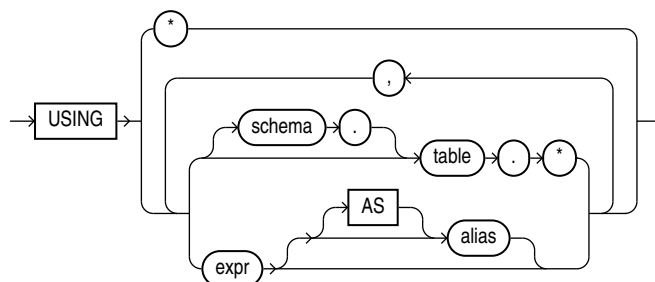 *
,
USING
schema .
table . *
AS
alias
expr